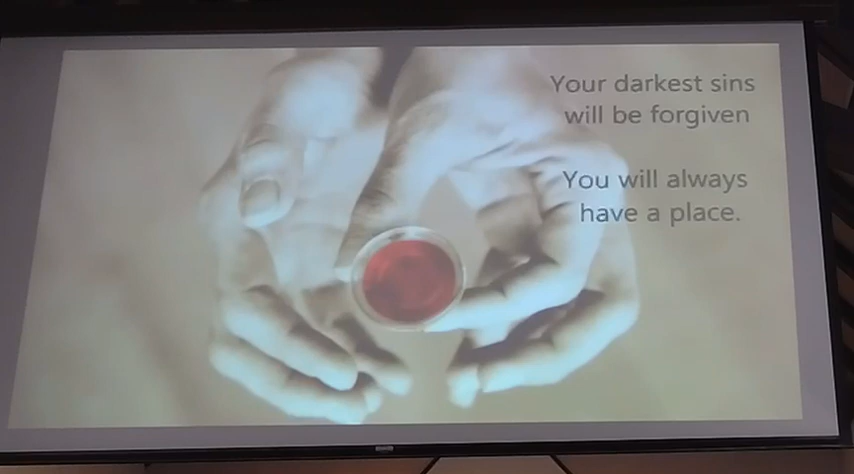 Your darkest sins
will be forgiven
You will always
have a place.